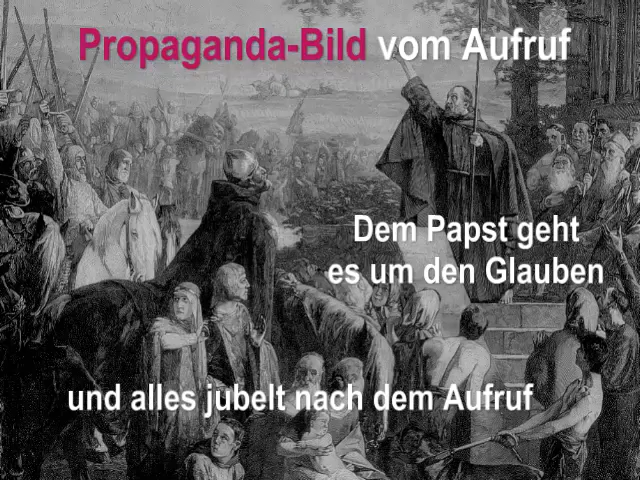 Propaganda-Bild vom Aufruf
Dem Papst geht
es um den Glauben
und alles jubelt nach dem Aufruf